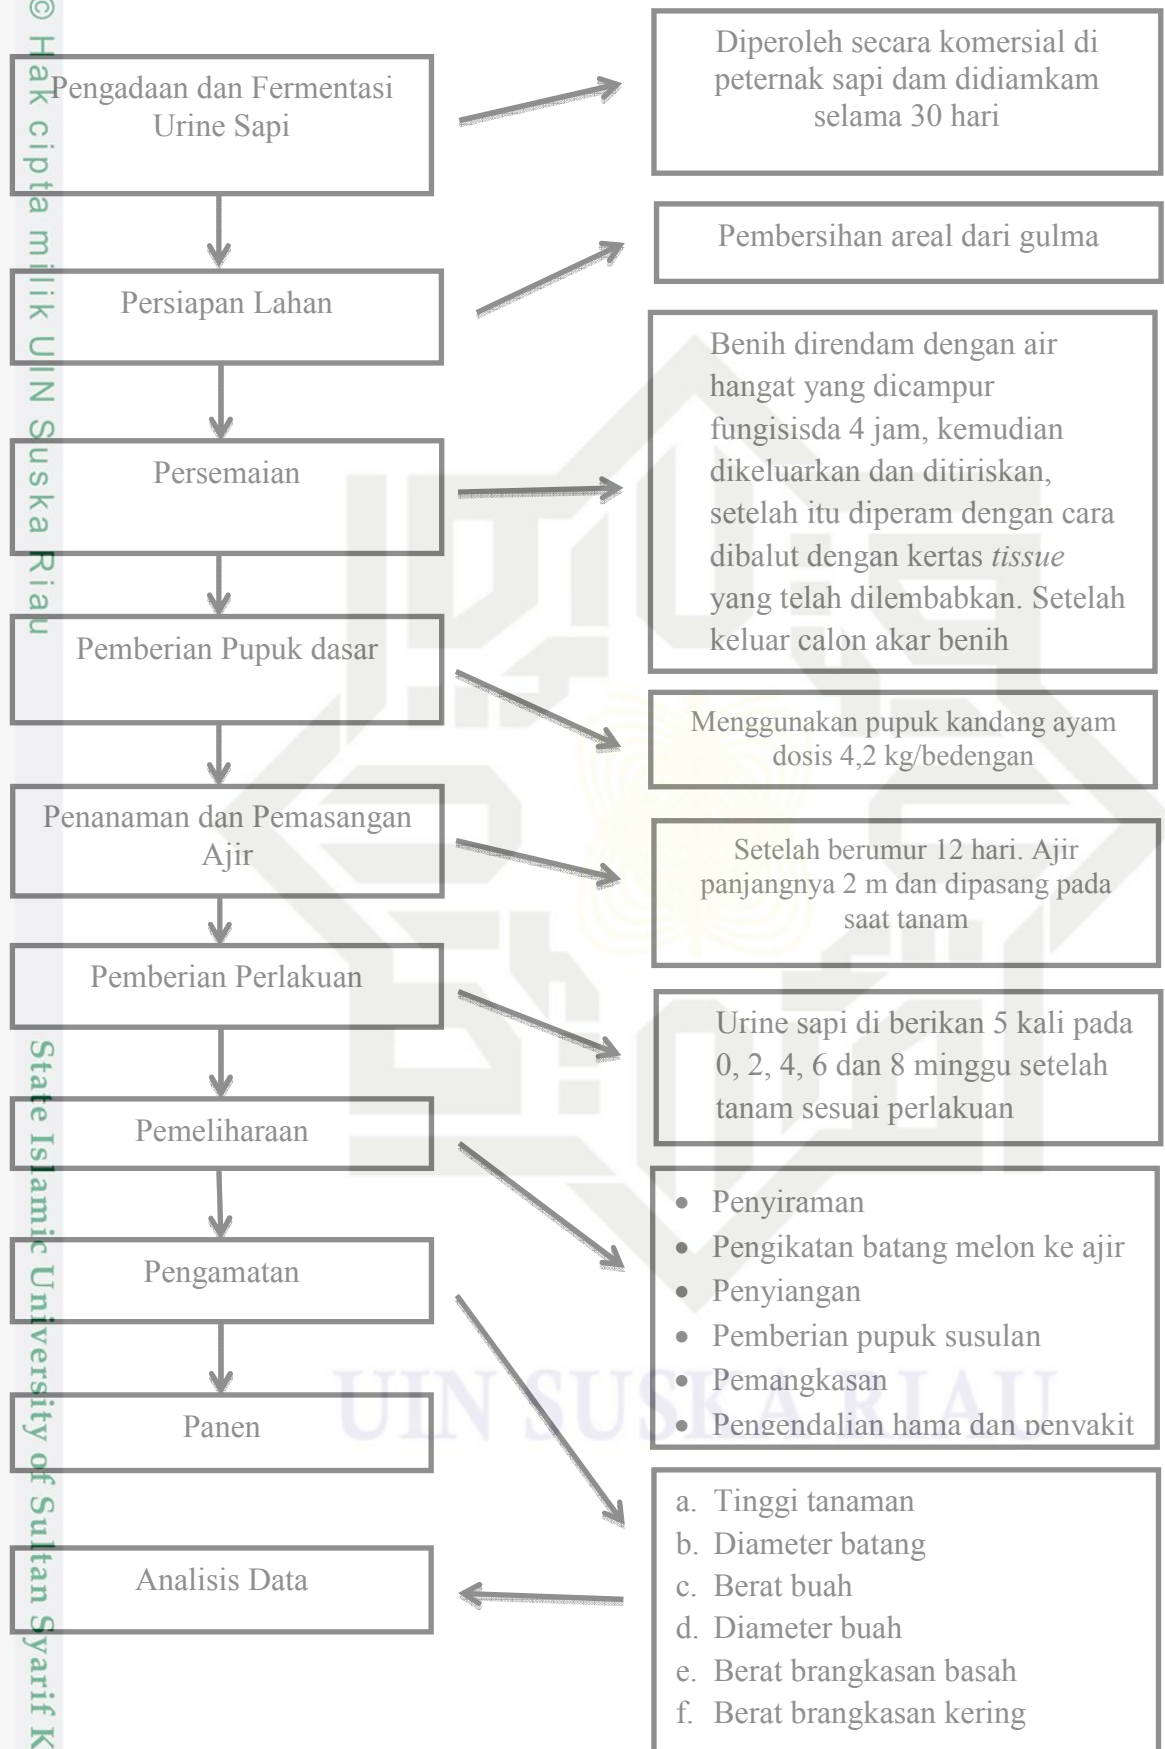 © Hak cipta milik UIN Suska Riau
State Islamic University of Sultan Syarif K
Pengadaan dan Fermentasi
Urine Sapi
Diperoleh secara komersial di
peternak sapi dam didiamkam
selama 30 hari
Persiapan Lahan
Pembersihan areal dari gulma
Persemaian
Benih direndam dengan air
hangat yang dicampur
fungisisda 4 jam, kemudian
dikeluarkan dan ditiriskan,
setelah itu diperam dengan cara
dibalut dengan kertas tissue
yang telah dilembabkan. Setelah
keluar calon akar benih
Pemberian Pupuk dasar
Menggunakan pupuk kandang ayam
dosis 4,2 kg/bedengan
Penanaman dan Pemasangan
Ajir
Setelah berumur 12 hari. Ajir
panjangnya 2 m dan dipasang pada
saat tanam
Pemberian Perlakuan
Urine sapi di berikan 5 kali pada
0, 2, 4, 6 dan 8 minggu setelah
tanam sesuai perlakuan
Pemeliharaan
• Penyiraman
• Pengikatan batang melon ke ajir
• Penyiangan
• Pemberian pupuk susulan
• Pemangkasan
• Pengendalian hama dan penyakit
Pengamatan
a. Tinggi tanaman
b. Diameter batang
c. Berat buah
d. Diameter buah
e. Berat brangkasan basah
f. Berat brangkasan kering
Panen
Analisis Data
UIN SUSKA RIAU